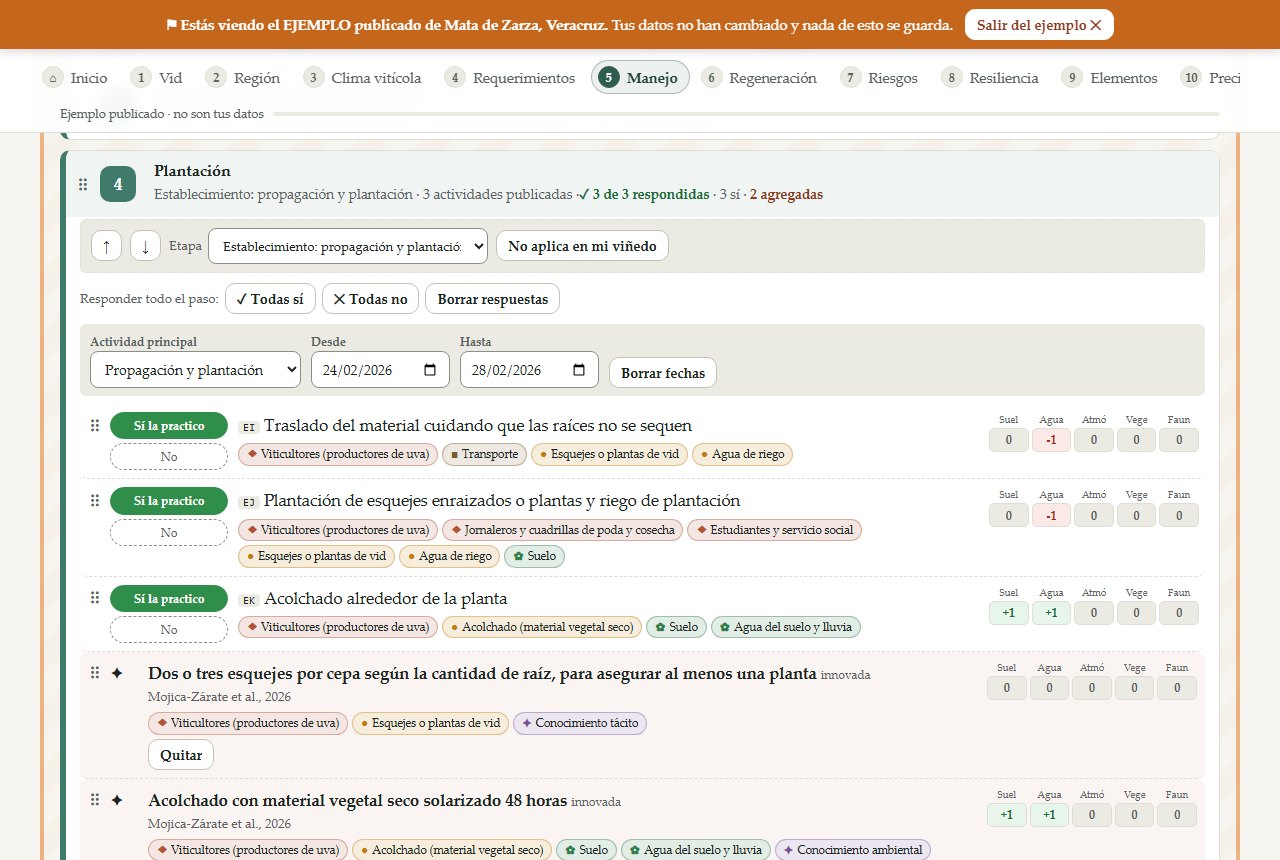 ⚑ Estás viendo el EJEMPLO publicado de Mata de Zarza, Veracruz. Tus datos no han cambiado y nada de esto se guarda. Salir del ejemplo ✕
⌂ Inicio 1 Vid 2 Región 3 Clima vitícola 4 Requerimientos 5 Manejo 6 Regeneración 7 Riesgos 8 Resiliencia 9 Elementos 10 Preci
Ejemplo publicado · no son tus datos
4 Plantación
Establecimiento: propagación y plantación · 3 actividades publicadas ·✓ 3 de 3 respondidas · 3 sí · 2 agregadas
↑ ↓ Etapa Establecimiento: propagación y plantació: No aplica en mi viñedo
Responder todo el paso: ✓ Todas sí ✕ Todas no Borrar respuestas
Actividad principal Desde Hasta
Propagación y plantación 24/02/2026 28/02/2026 Borrar fechas
Sí la practico EI Traslado del material cuidando que las raíces no se sequen Suel Agua Atmó Vege Faun
No ◆ Viticultores (productores de uva) ■ Transporte ● Esquejes o plantas de vid ● Agua de riego 0 -1 0 0 0
Sí la practico EJ Plantación de esquejes enraizados o plantas y riego de plantación Suel Agua Atmó Vege Faun
No ◆ Viticultores (productores de uva) ◆ Jornaleros y cuadrillas de poda y cosecha ◆ Estudiantes y servicio social 0 -1 0 0 0
● Esquejes o plantas de vid ● Agua de riego ✿ Suelo
Sí la practico EK Acolchado alrededor de la planta Suel Agua Atmó Vege Faun
No ◆ Viticultores (productores de uva) ● Acolchado (material vegetal seco) ✿ Suelo ✿ Agua del suelo y lluvia +1 +1 0 0 0
✦ Dos o tres esquejes por cepa según la cantidad de raíz, para asegurar al menos una planta innovada Suel Agua Atmó Vege Faun
Mojica-Zárate et al., 2026 0 0 0 0 0
◆ Viticultores (productores de uva) ● Esquejes o plantas de vid ✦ Conocimiento tácito
Quitar
✦ Acolchado con material vegetal seco solarizado 48 horas innovada Suel Agua Atmó Vege Faun
Mojica-Zárate et al., 2026 +1 +1 0 0 0
◆ Viticultores (productores de uva) ● Acolchado (material vegetal seco) ✿ Suelo ✿ Agua del suelo y lluvia ✦ Conocimiento ambiental